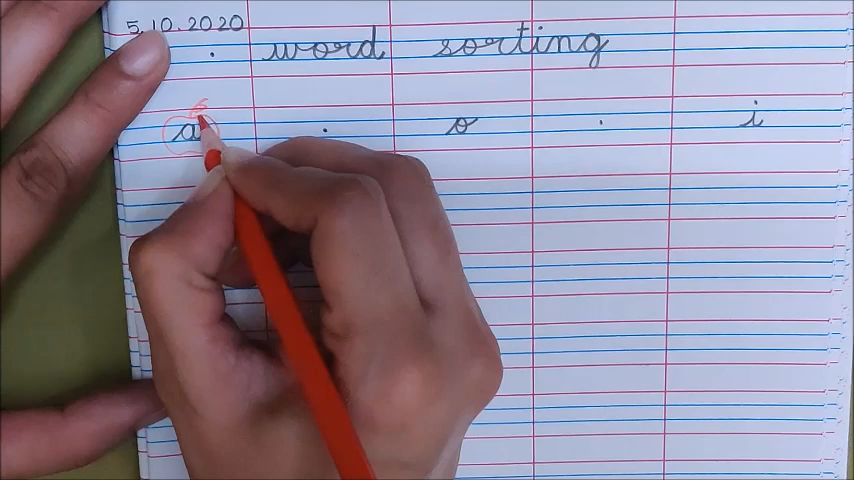 5.10.2020
. word sorting
a . o . i